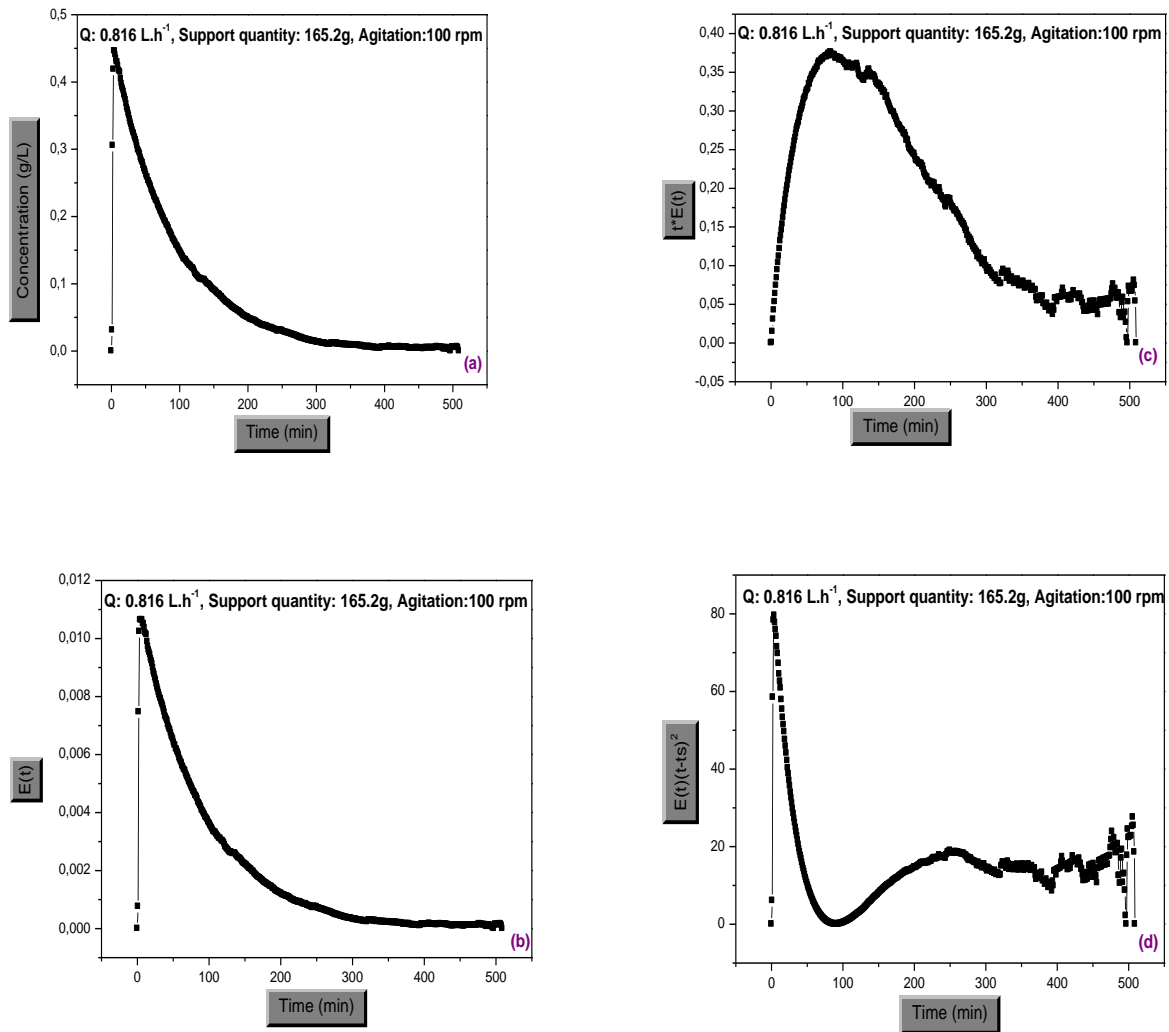 Q: 0.816 L.h⁻¹, Support quantity: 165.2g, Agitation:100 rpm
Concentration (g/L)
0,5
0,4
0,3
0,2
0,1
0,0
0 100 200 300 400 500
Time (min)
(a)
Q: 0.816 L.h⁻¹, Support quantity: 165.2g, Agitation:100 rpm
t*E(t)
0,40
0,35
0,30
0,25
0,20
0,15
0,10
0,05
0,00
-0,05
0 100 200 300 400 500
Time (min)
(c)
Q: 0.816 L.h⁻¹, Support quantity: 165.2g, Agitation:100 rpm
E(t)
0,012
0,010
0,008
0,006
0,004
0,002
0,000
0 100 200 300 400 500
Time (min)
(b)
Q: 0.816 L.h⁻¹, Support quantity: 165.2g, Agitation:100 rpm
E(t)(t-ts)²
80
60
40
20
0
0 100 200 300 400 500
Time (min)
(d)